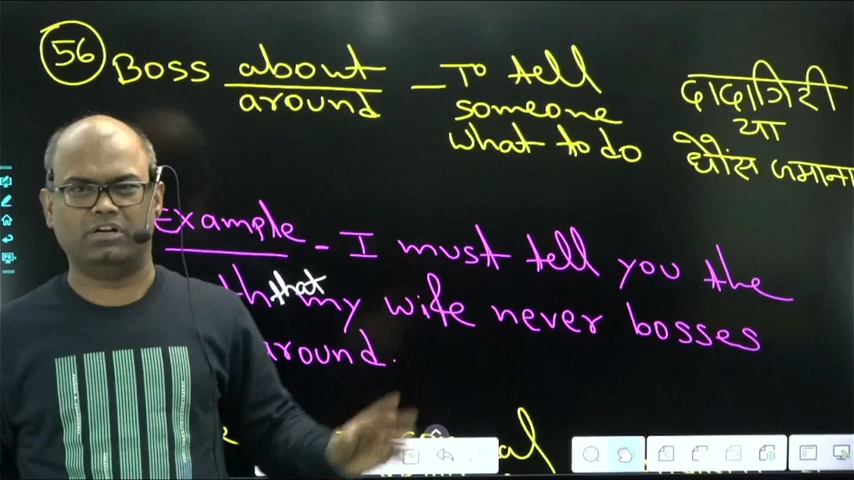 56 Boss about
around
- To tell
someone
what to do
दादागिरी
या
धौंस जमाना
Example - I must tell you the
that my wife never bosses
around.